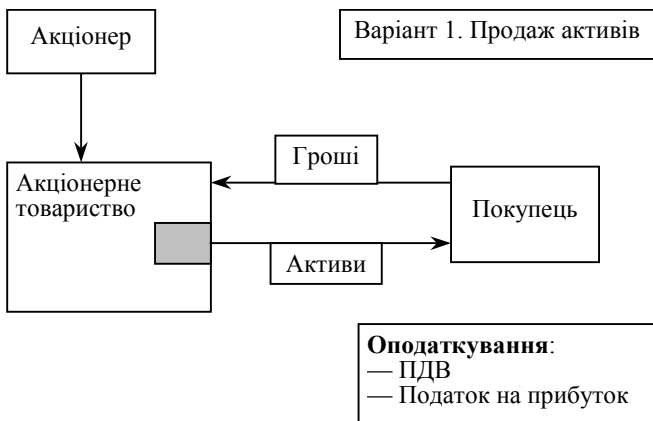 Акціонер
Варіант 1. Продаж активів
Гроші
Акціонерне
товариство
Покупець
Активи
Оподаткування:
— ПДВ
— Податок на прибуток